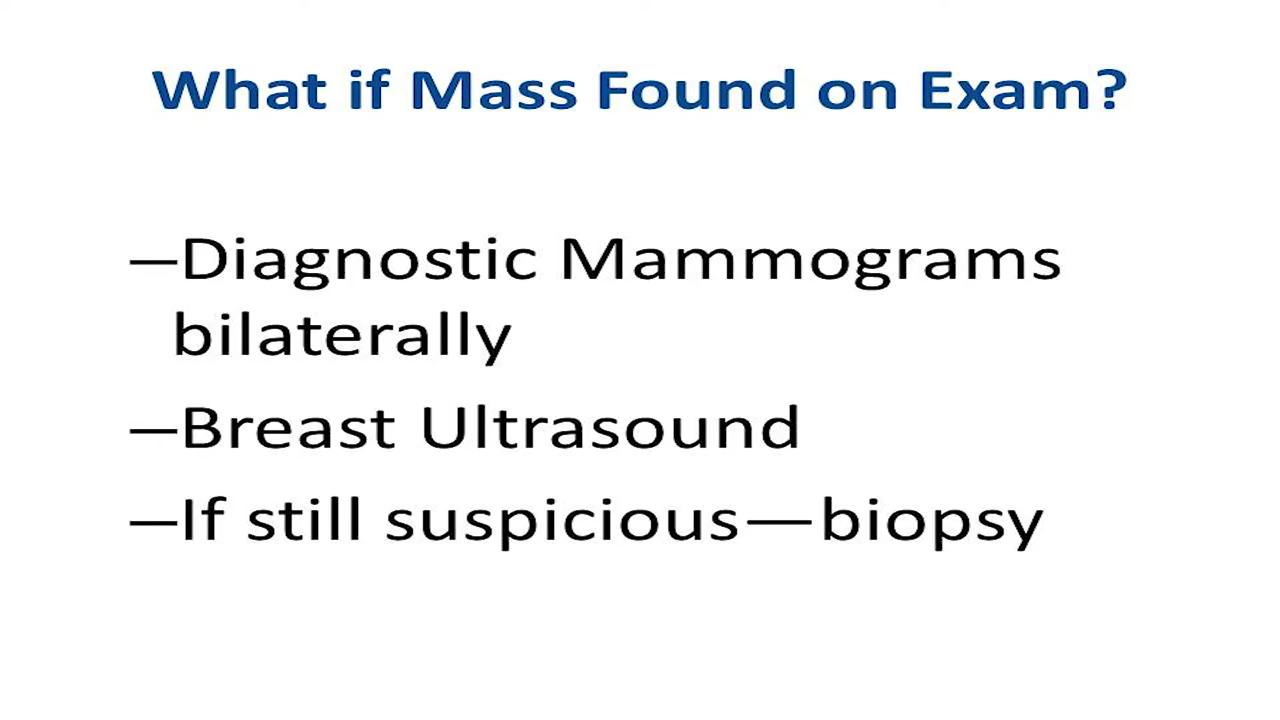 What if Mass Found on Exam?
–Diagnostic Mammograms
bilaterally
–Breast Ultrasound
–If still suspicious—biopsy